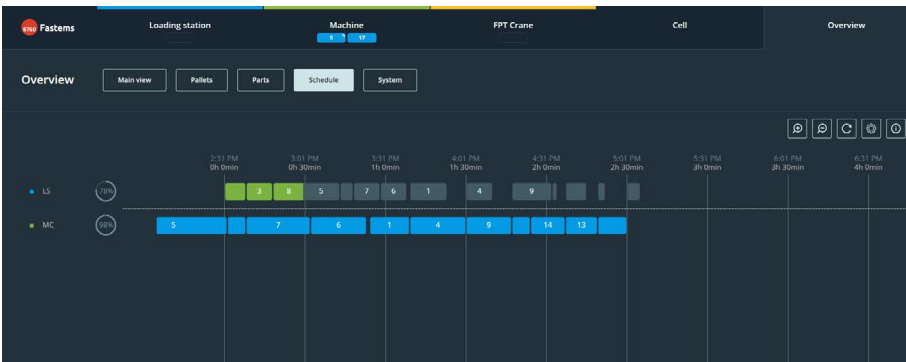 Loading station Machine FPT Crane Cell Overview
Fastems
5 17
Overview Main view Pallets Parts Schedule System
2:31 PM 3:01 PM 3:31 PM 4:01 PM 4:31 PM 5:01 PM 5:31 PM 6:01 PM 6:31 PM
0h 0min 0h 30min 1h 0min 1h 30min 2h 0min 2h 30min 3h 0min 3h 30min 4h 0min
LS 78% 3 8 5 7 6 1 4 9
MC 98% 5 7 6 1 4 9 14 13